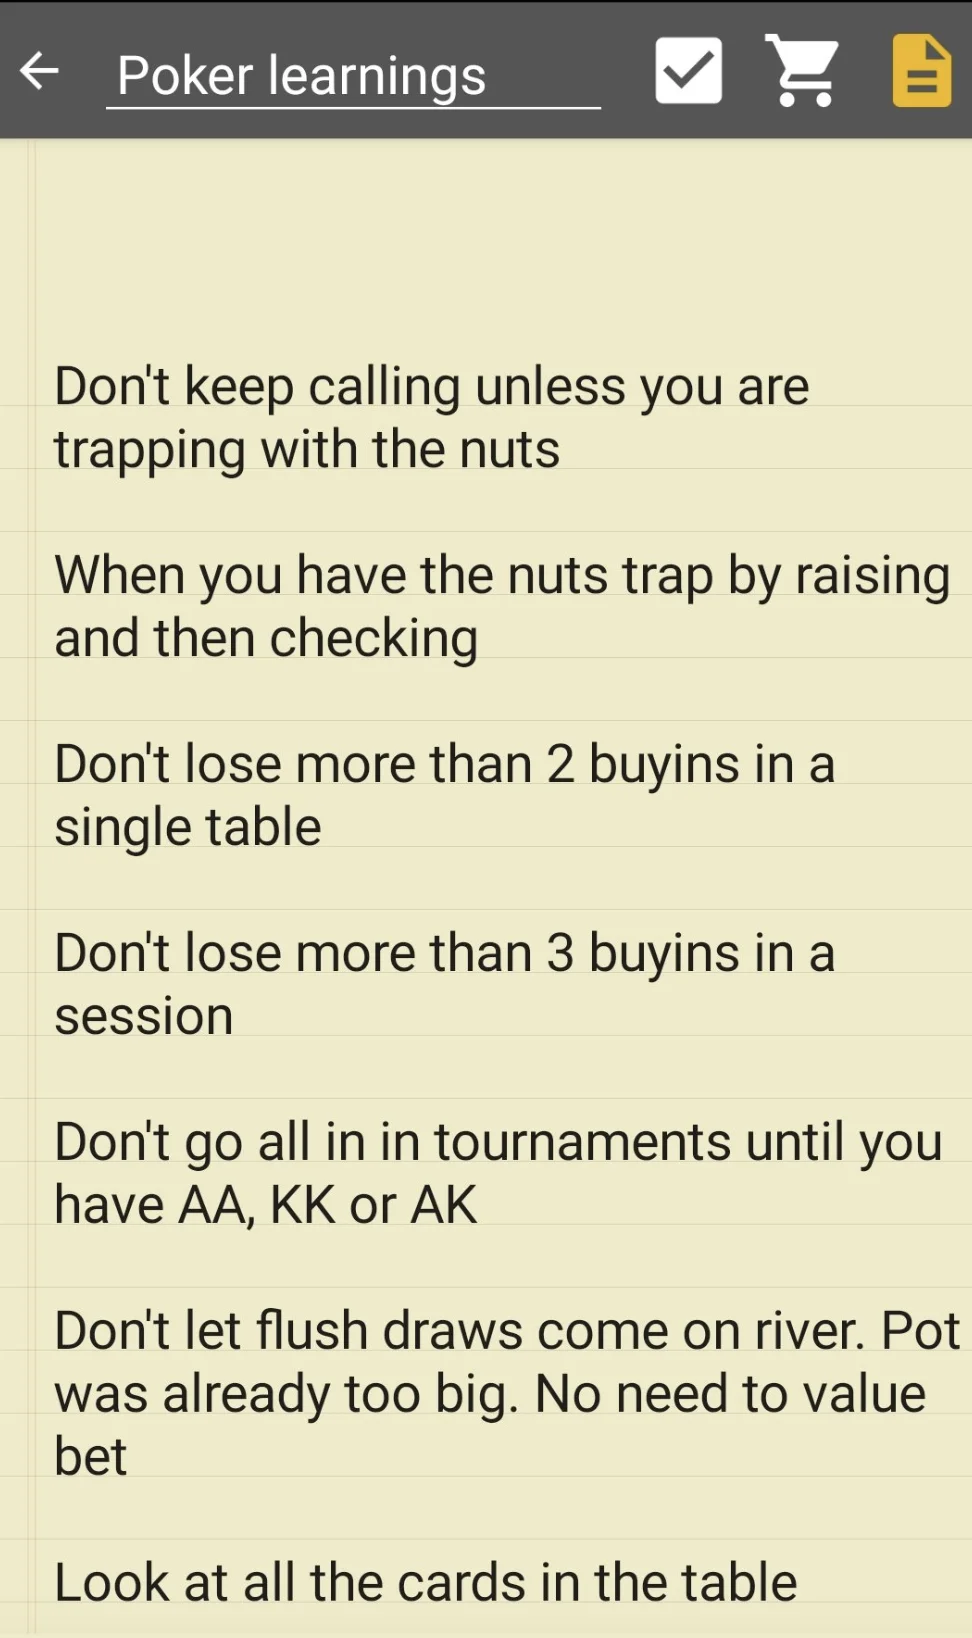 Poker learnings
Don't keep calling unless you are
trapping with the nuts
When you have the nuts trap by raising
and then checking
Don't lose more than 2 buyins in a
single table
Don't lose more than 3 buyins in a
session
Don't go all in in tournaments until you
have AA, KK or AK
Don't let flush draws come on river. Pot
was already too big. No need to value
bet
Look at all the cards in the table